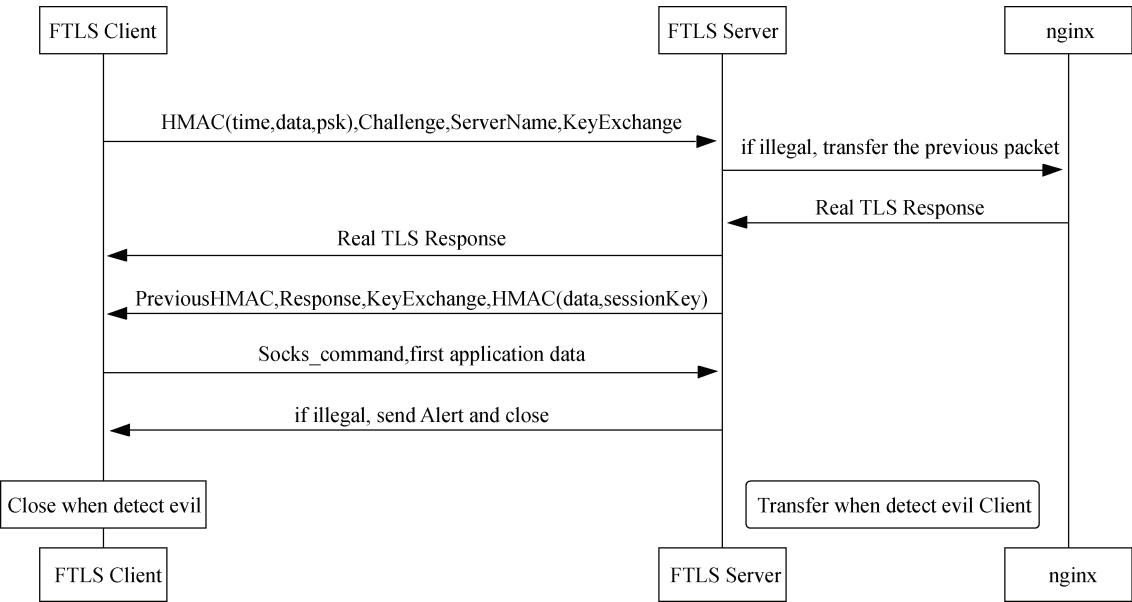 FTLS Client
FTLS Server
nginx
HMAC(time,data,psk),Challenge,ServerName,KeyExchange
if illegal, transfer the previous packet
Real TLS Response
Real TLS Response
PreviousHMAC,Response,KeyExchange,HMAC(data,sessionKey)
Socks_command,first application data
if illegal, send Alert and close
Close when detect evil
Transfer when detect evil Client
FTLS Client
FTLS Server
nginx